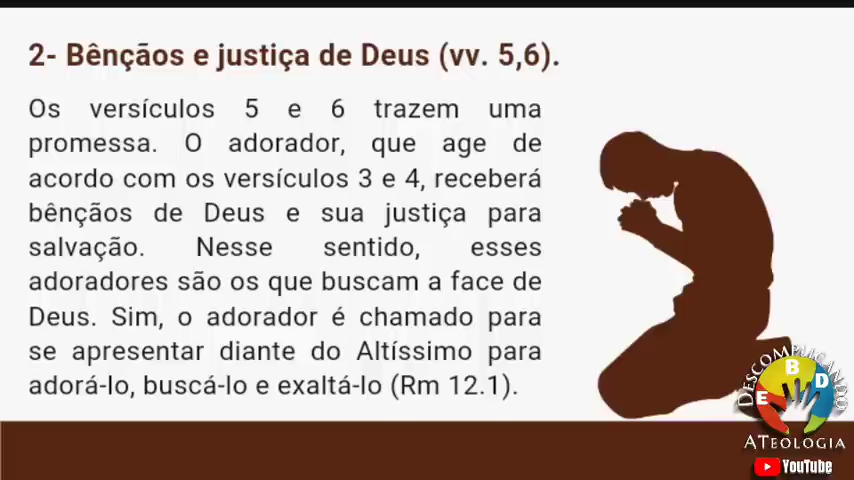 2- Bênçãos e justiça de Deus (vv. 5,6).
Os versículos 5 e 6 trazem uma
promessa. O adorador, que age de
acordo com os versículos 3 e 4, receberá
bênçãos de Deus e sua justiça para
salvação. Nesse sentido, esses
adoradores são os que buscam a face de
Deus. Sim, o adorador é chamado para
se apresentar diante do Altíssimo para
adorá-lo, buscá-lo e exaltá-lo (Rm 12.1).
DESCOMPLICANDO
E B D
A TEOLOGIA
YouTube